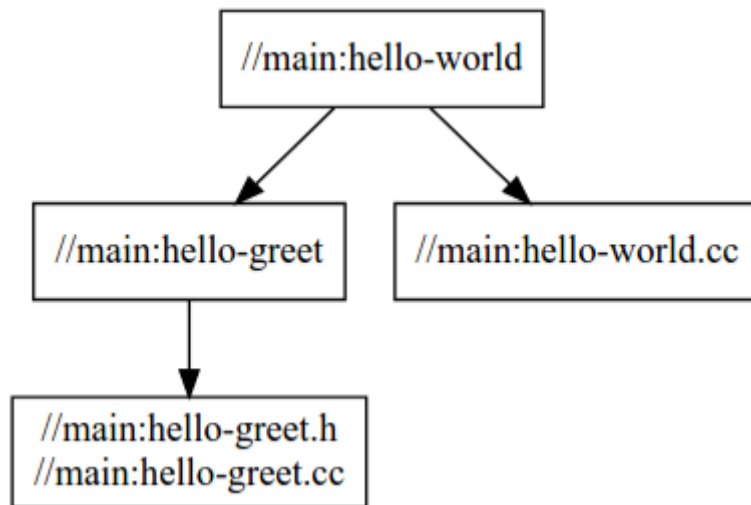 //main:hello-world
//main:hello-greet
//main:hello-world.cc
//main:hello-greet.h
//main:hello-greet.cc